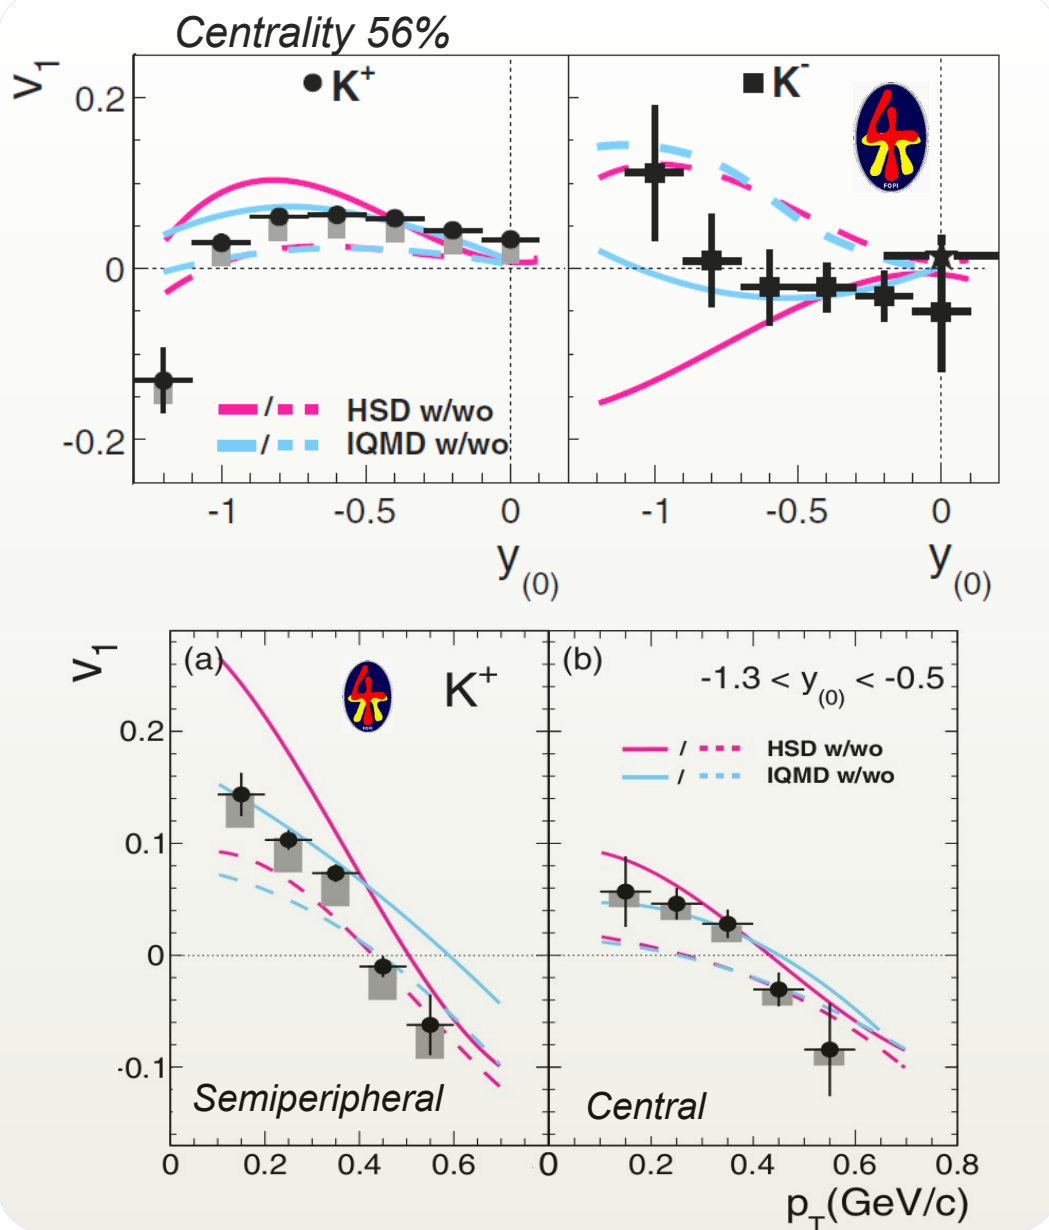 Centrality 56%
v1
K+
K-
FOPI
0.2
0
-0.2
HSD w/wo
IQMD w/wo
-1
-0.5
0
-1
-0.5
0
y(0)
y(0)
v1
(a)
K+
FOPI
(b)
-1.3 < y(0) < -0.5
0.2
0.1
0
-0.1
/
HSD w/wo
/
IQMD w/wo
Semiperipheral
Central
0
0.2
0.4
0.6
0
0.2
0.4
0.6
0.8
pT(GeV/c)